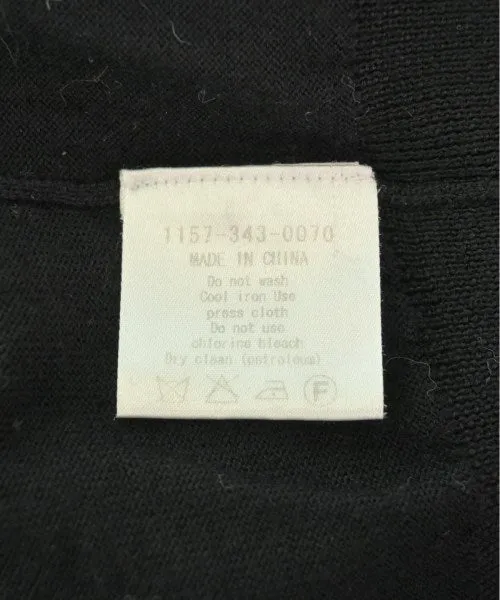 1157-343-0070
MADE IN CHINA
Do not wash
Cool iron Use
press cloth
Do not use
chlorine bleach
Dry clean (petroleum)
F